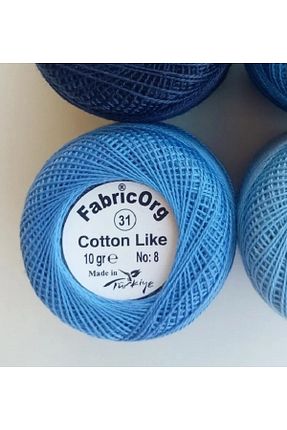 FabricOrg®
31
Cotton Like
10 gr℮ No: 8
Made in
Türkiye